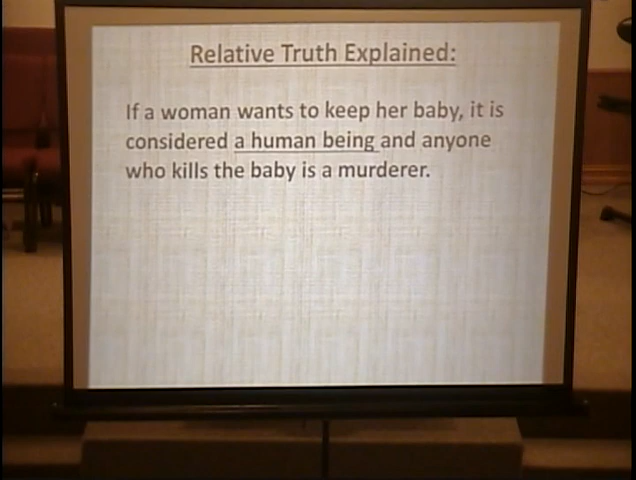 Relative Truth Explained:
If a woman wants to keep her baby, it is
considered a human being and anyone
who kills the baby is a murderer.